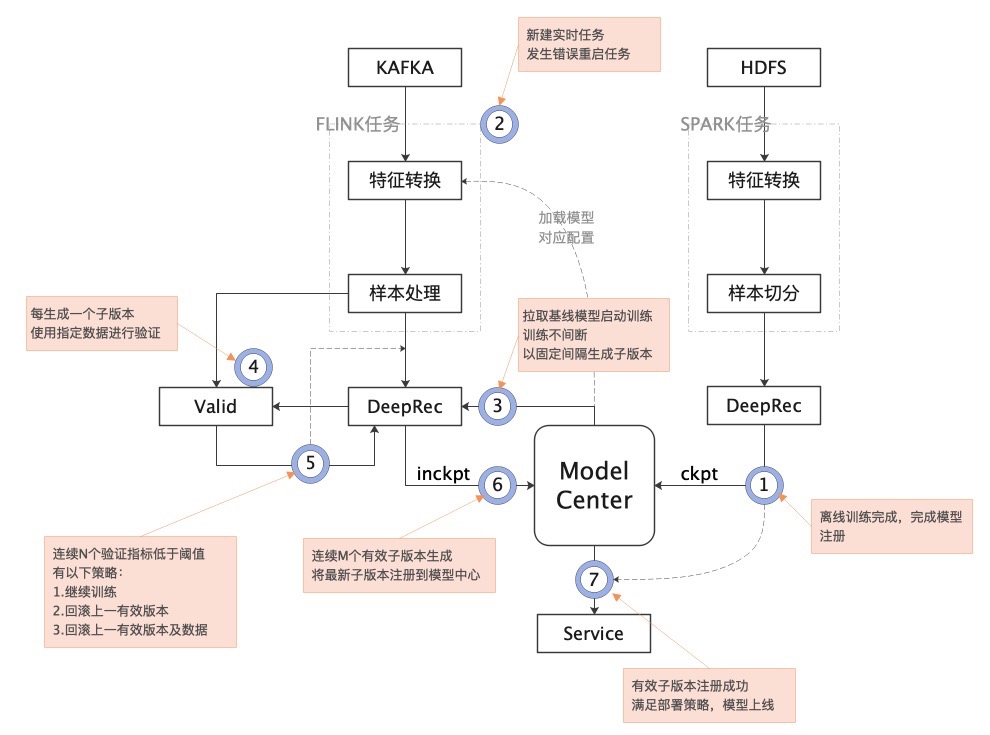 新建实时任务
发生错误重启任务
KAFKA
HDFS
FLINK任务
2
SPARK任务
特征转换
特征转换
加载模型
对应配置
样本处理
样本切分
每生成一个子版本
使用指定数据进行验证
拉取基线模型启动训练
训练不间断
以固定间隔生成子版本
4
Valid
DeepRec
3
DeepRec
5
inckpt
6
Model
Center
ckpt
1
离线训练完成，完成模型
注册
连续N个验证指标低于阈值
有以下策略：
1.继续训练
2.回滚上一有效版本
3.回滚上一有效版本及数据
连续M个有效子版本生成
将最新子版本注册到模型中心
7
Service
有效子版本注册成功
满足部署策略，模型上线